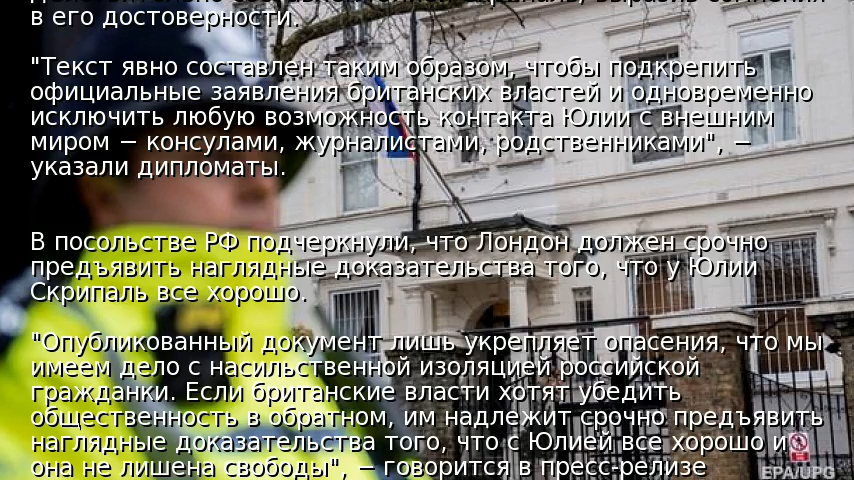 в его достоверности.
"Текст явно составлен таким образом, чтобы подкрепить
официальные заявления британских властей и одновременно
исключить любую возможность контакта Юлии с внешним
миром − консулами, журналистами, родственниками", −
указали дипломаты.
В посольстве РФ подчеркнули, что Лондон должен срочно
предъявить наглядные доказательства того, что у Юлии
Скрипаль все хорошо.
"Опубликованный документ лишь укрепляет опасения, что мы
имеем дело с насильственной изоляцией российской
гражданки. Если британские власти хотят убедить
общественность в обратном, им надлежит срочно предъявить
наглядные доказательства того, что с Юлией все хорошо и
она не лишена свободы", − говорится в пресс-релизе
EPA/UPG